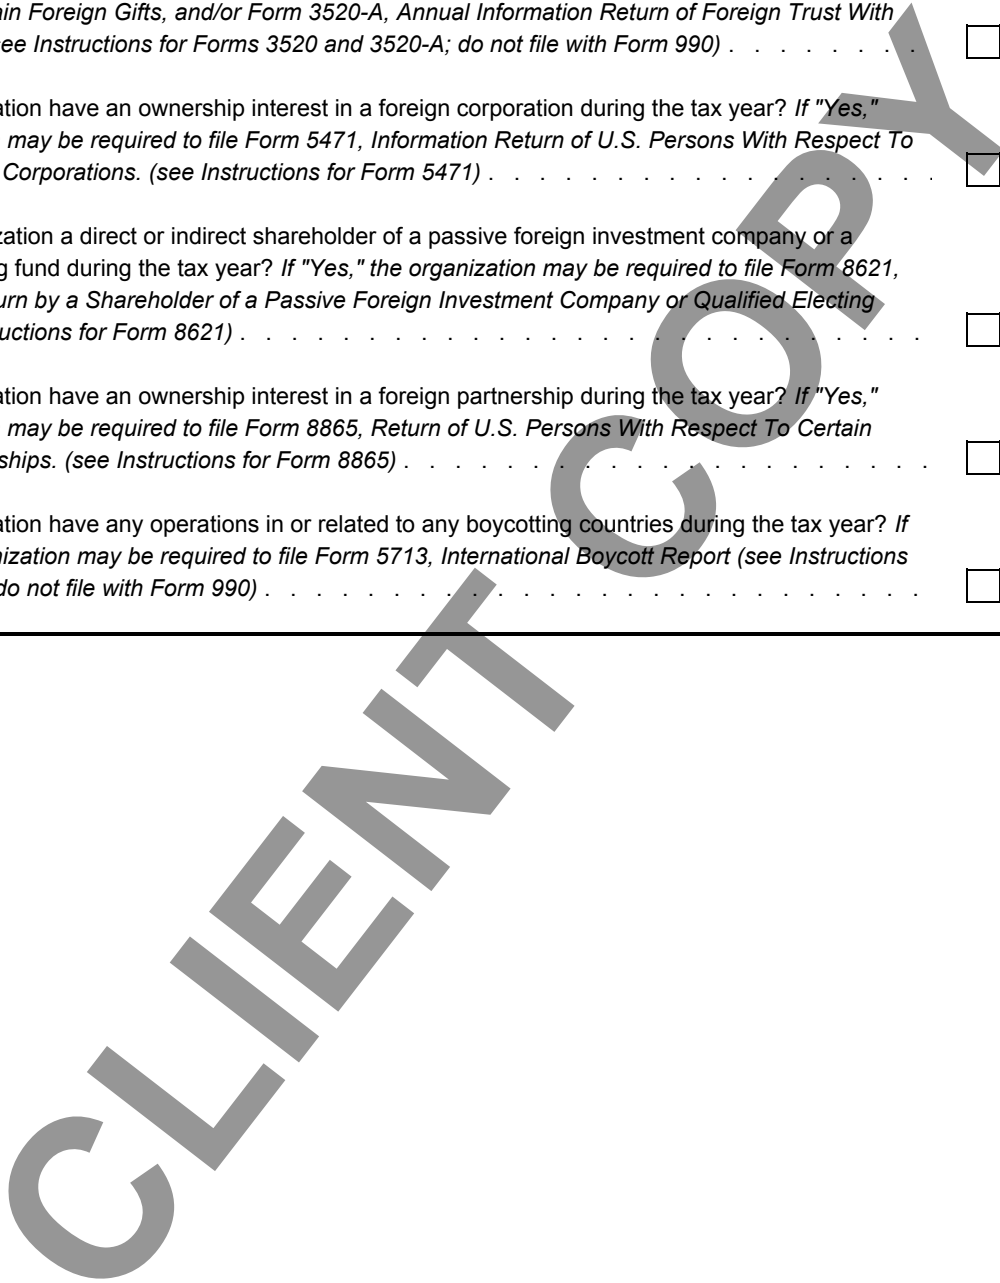 ain Foreign Gifts, and/or Form 3520-A, Annual Information Return of Foreign Trust With
see Instructions for Forms 3520 and 3520-A; do not file with Form 990) . . . . . . . .
ation have an ownership interest in a foreign corporation during the tax year? If "Yes,"
, may be required to file Form 5471, Information Return of U.S. Persons With Respect To
Corporations. (see Instructions for Form 5471) . . . . . . . . . . . . . . . . . .
zation a direct or indirect shareholder of a passive foreign investment company or a
g fund during the tax year? If "Yes," the organization may be required to file Form 8621,
urn by a Shareholder of a Passive Foreign Investment Company or Qualified Electing
uctions for Form 8621) . . . . . . . . . . . . . . . . . . . . . . . . . . .
ation have an ownership interest in a foreign partnership during the tax year? If "Yes,"
, may be required to file Form 8865, Return of U.S. Persons With Respect To Certain
ships. (see Instructions for Form 8865) . . . . . . . . . . . . . . . . . . . . .
ation have any operations in or related to any boycotting countries during the tax year? If
nization may be required to file Form 5713, International Boycott Report (see Instructions
do not file with Form 990) . . . . . . . . . . . . . . . . . . . . . . . . . .
CLIENT COPY